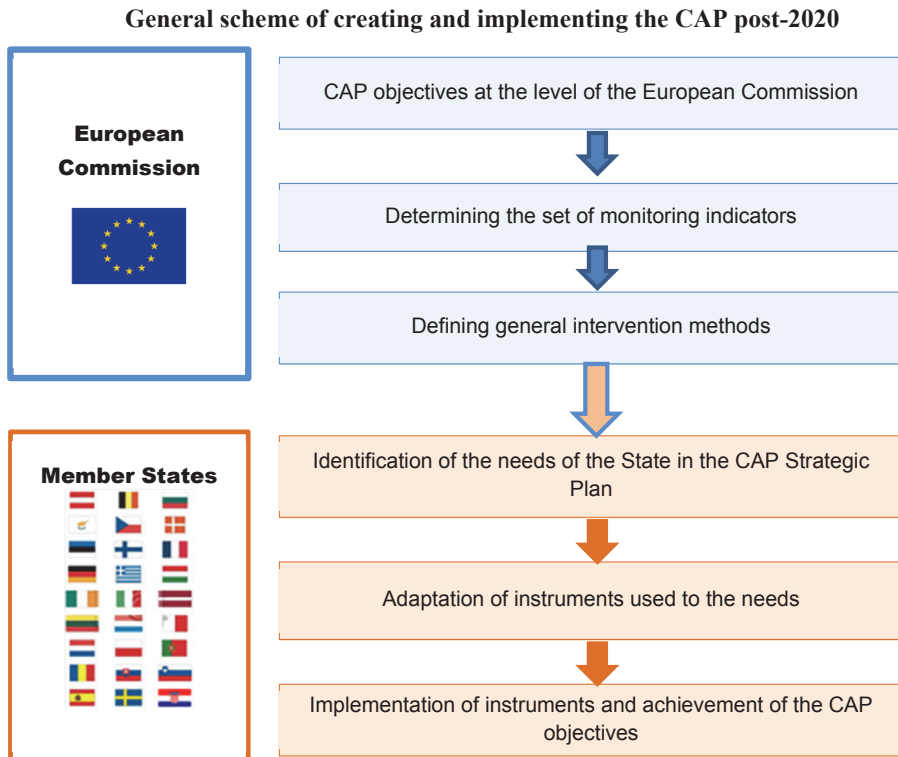 General scheme of creating and implementing the CAP post-2020
European
Commission
CAP objectives at the level of the European Commission
Determining the set of monitoring indicators
Defining general intervention methods
Member States
Identification of the needs of the State in the CAP Strategic
Plan
Adaptation of instruments used to the needs
Implementation of instruments and achievement of the CAP
objectives